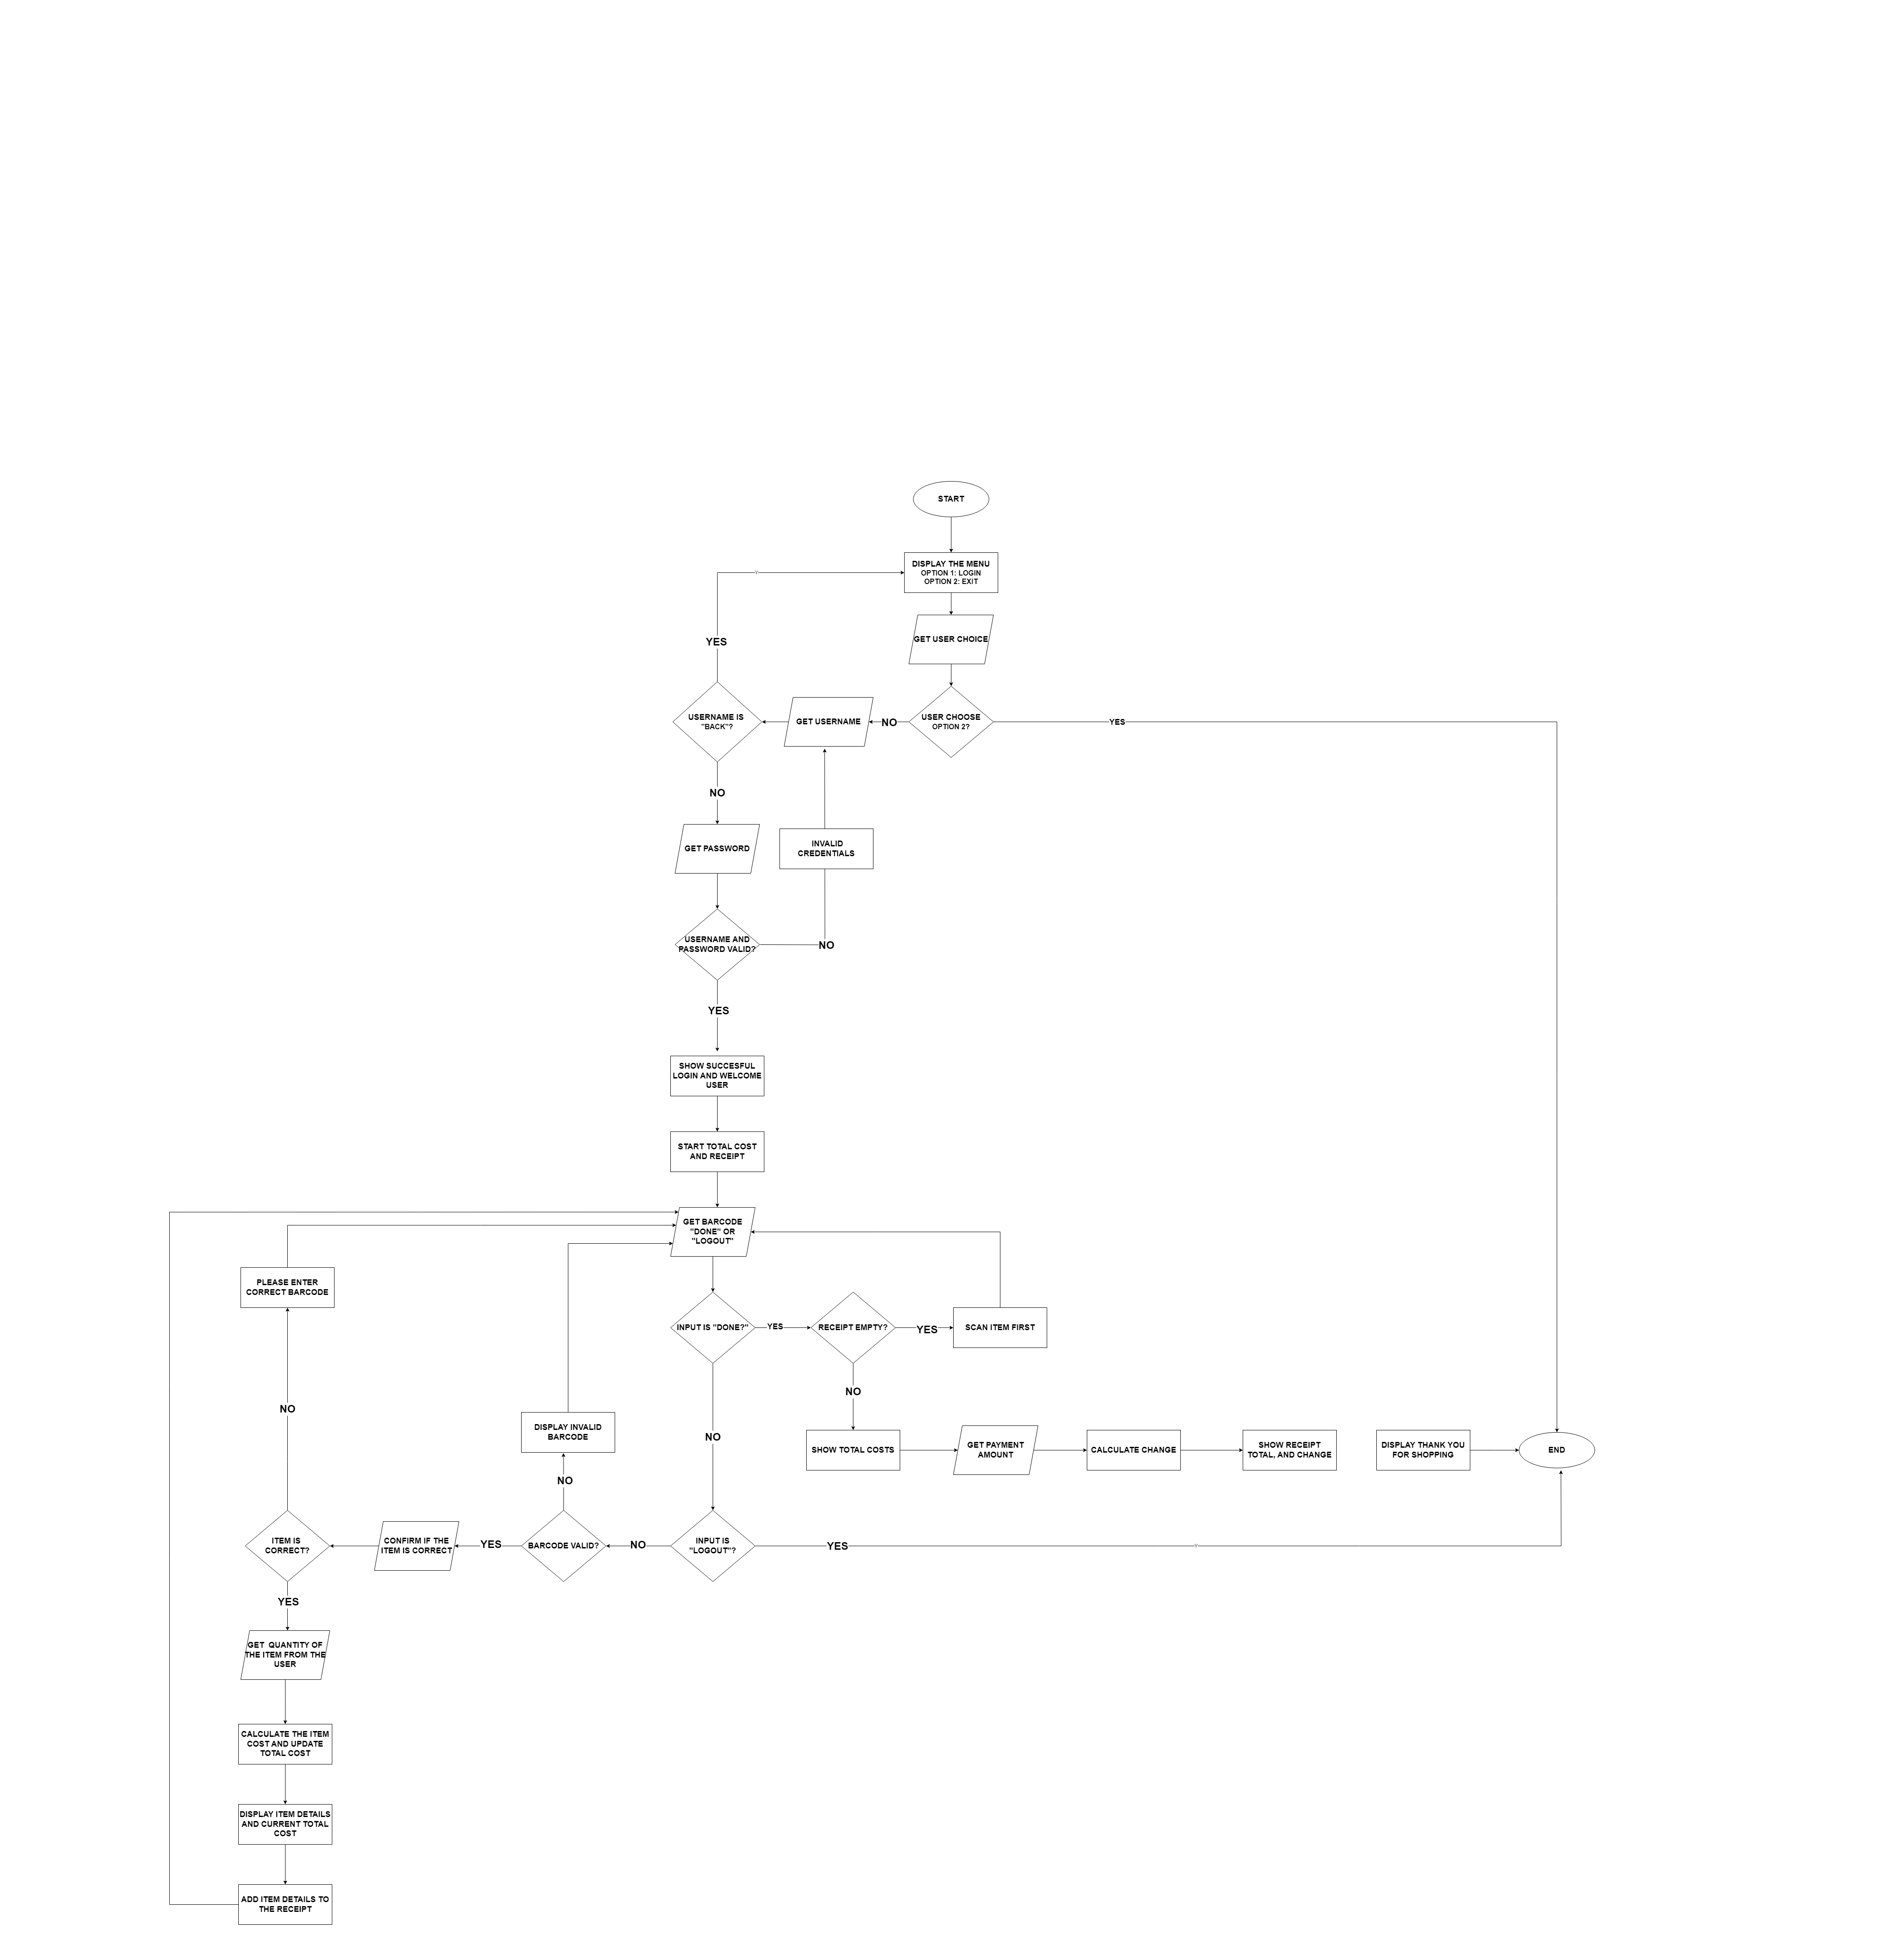 START
DISPLAY THE MENU
OPTION 1: LOGIN
OPTION 2: EXIT
Y
GET USER CHOICE
YES
USERNAME IS
"BACK"?
GET USERNAME
NO
USER CHOOSE
OPTION 2?
YES
NO
GET PASSWORD
INVALID
CREDENTIALS
USERNAME AND
PASSWORD VALID?
NO
YES
SHOW SUCCESFUL
LOGIN AND WELCOME
USER
START TOTAL COST
AND RECEIPT
GET BARCODE
"DONE" OR
"LOGOUT"
PLEASE ENTER
CORRECT BARCODE
INPUT IS "DONE?"
YES
RECEIPT EMPTY?
YES
SCAN ITEM FIRST
NO
NO
DISPLAY INVALID
BARCODE
NO
SHOW TOTAL COSTS
GET PAYMENT
AMOUNT
CALCULATE CHANGE
SHOW RECEIPT
TOTAL, AND CHANGE
DISPLAY THANK YOU
FOR SHOPPING
END
NO
ITEM IS
CORRECT?
CONFIRM IF THE
ITEM IS CORRECT
YES
BARCODE VALID?
NO
INPUT IS
"LOGOUT"?
YES
YES
GET  QUANTITY OF
THE ITEM FROM THE
USER
CALCULATE THE ITEM
COST AND UPDATE
TOTAL COST
DISPLAY ITEM DETAILS
AND CURRENT TOTAL
COST
ADD ITEM DETAILS TO
THE RECEIPT